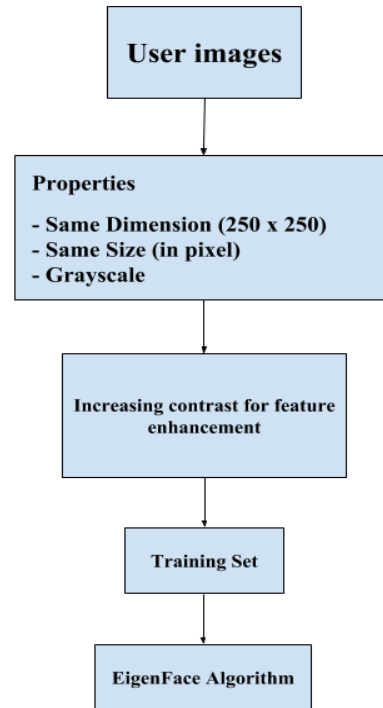 User images
Properties
- Same Dimension (250 x 250)
- Same Size (in pixel)
- Grayscale
Increasing contrast for feature
enhancement
Training Set
EigenFace Algorithm